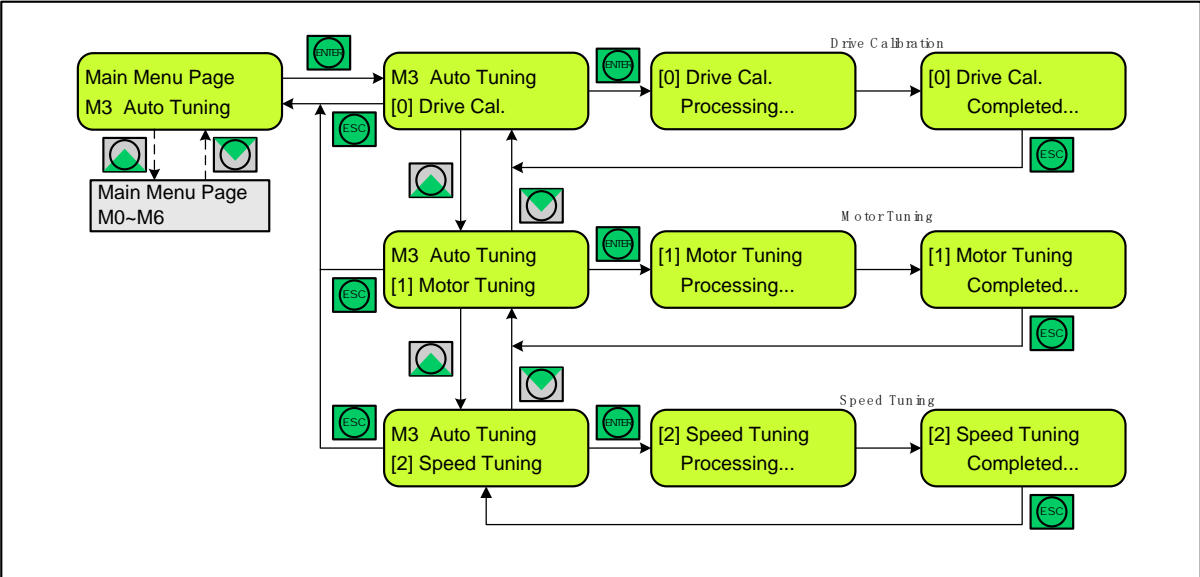 Drive Calibration
ENTER
ENTER
Main Menu Page
M3 Auto Tuning
M3 Auto Tuning
[0] Drive Cal.
[0] Drive Cal.
Processing...
[0] Drive Cal.
Completed...
ESC
ESC
Main Menu Page
M0~M6
Motor Tuning
ENTER
M3 Auto Tuning
[1] Motor Tuning
[1] Motor Tuning
Processing...
[1] Motor Tuning
Completed...
ESC
ESC
Speed Tuning
ESC
ENTER
M3 Auto Tuning
[2] Speed Tuning
[2] Speed Tuning
Processing...
[2] Speed Tuning
Completed...
ESC